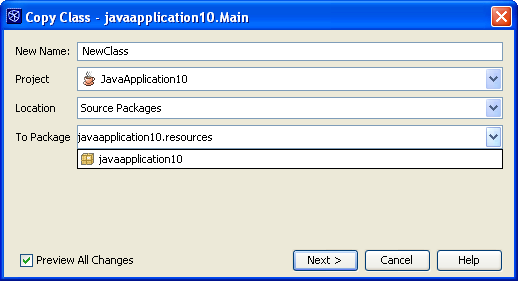 Copy Class - javaapplication10.Main
New Name: NewClass
Project JavaApplication10
Location Source Packages
To Package javaapplication10.resources
javaapplication10
Preview All Changes Next > Cancel Help